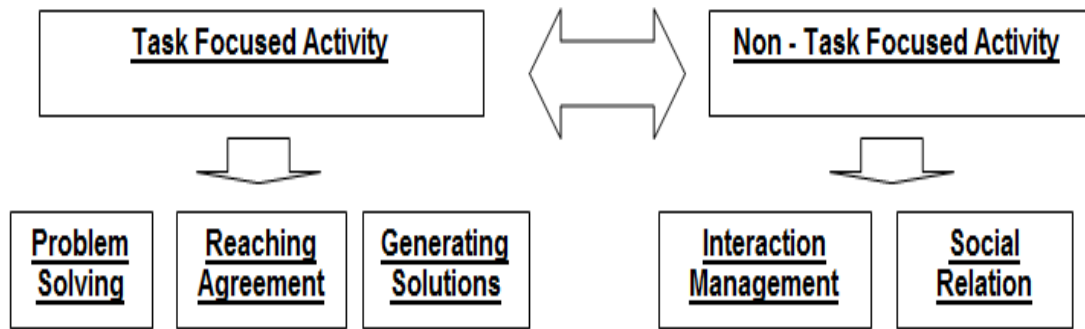 Task Focused Activity
Non - Task Focused Activity
Problem
Solving
Reaching
Agreement
Generating
Solutions
Interaction
Management
Social
Relation